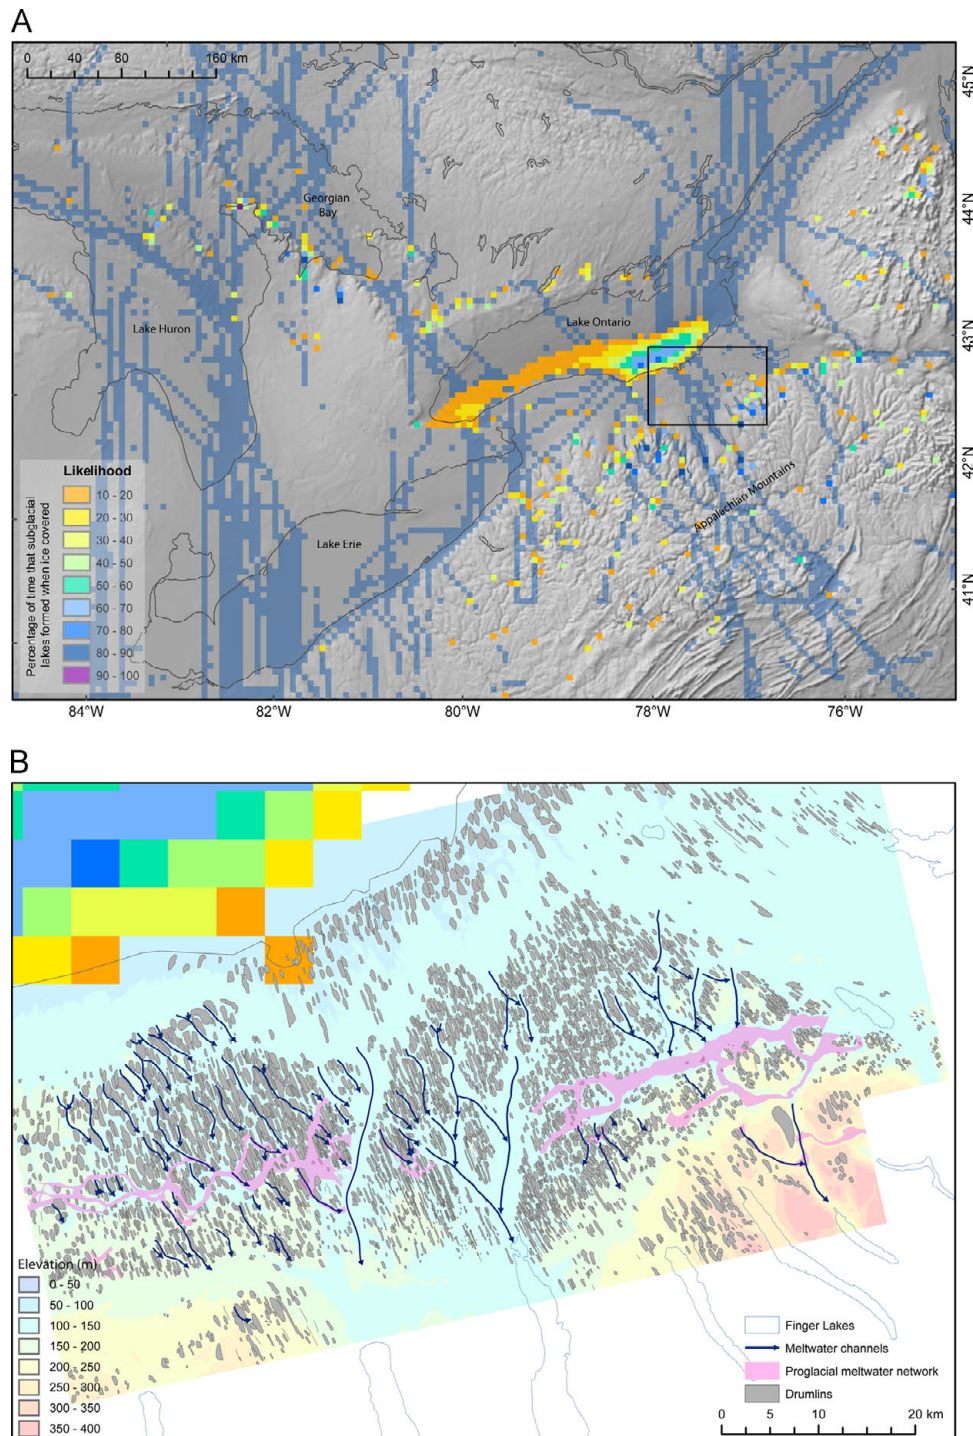 A
0 40 80 160 km
45°N
44°N
43°N
42°N
41°N
Georgian
Bay
Lake Huron
Lake Ontario
Lake Erie
Appalachian Mountains
Likelihood
Percentage of time that subglacial
lakes formed when ice covered
10 - 20
20 - 30
30 - 40
40 - 50
50 - 60
60 - 70
70 - 80
80 - 90
90 - 100
84°W 82°W 80°W 78°W 76°W
B
Elevation (m)
0 - 50
50 - 100
100 - 150
150 - 200
200 - 250
250 - 300
300 - 350
350 - 400
Finger Lakes
Meltwater channels
Proglacial meltwater network
Drumlins
0 5 10 20 km